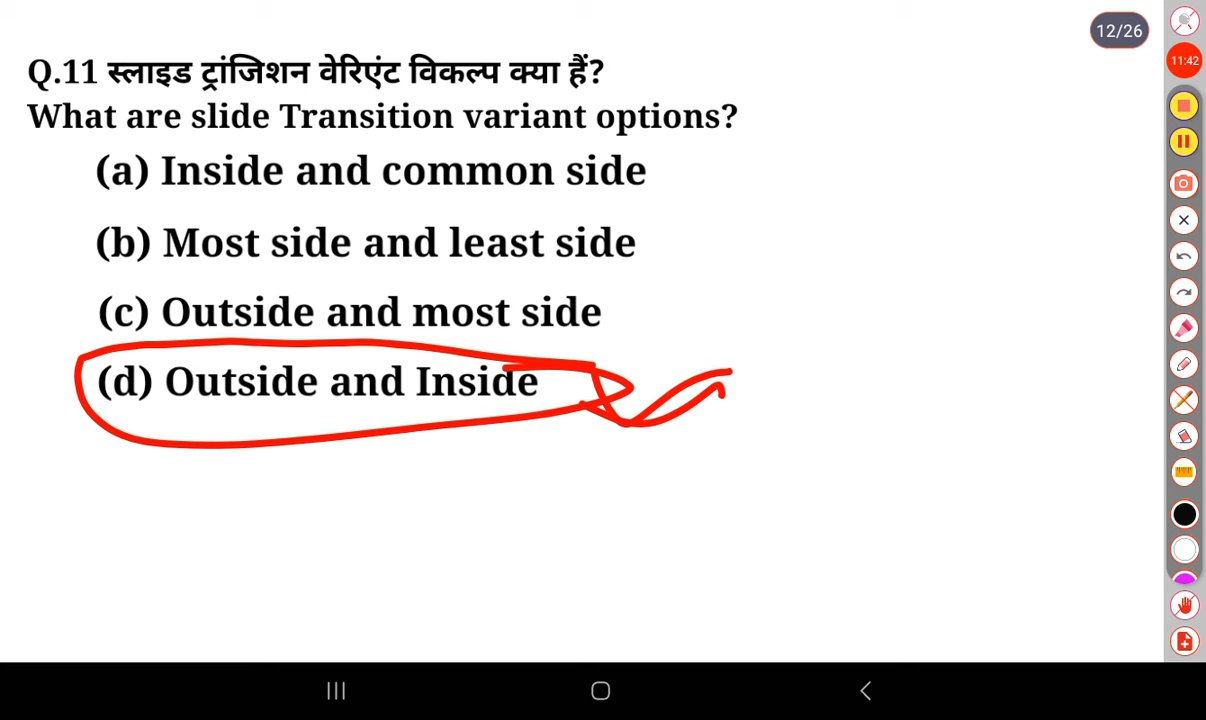 12/26
11:42
Q.11 स्लाइड ट्रांजिशन वेरिएंट विकल्प क्या हैं?
What are slide Transition variant options?
(a) Inside and common side
(b) Most side and least side
(c) Outside and most side
(d) Outside and Inside